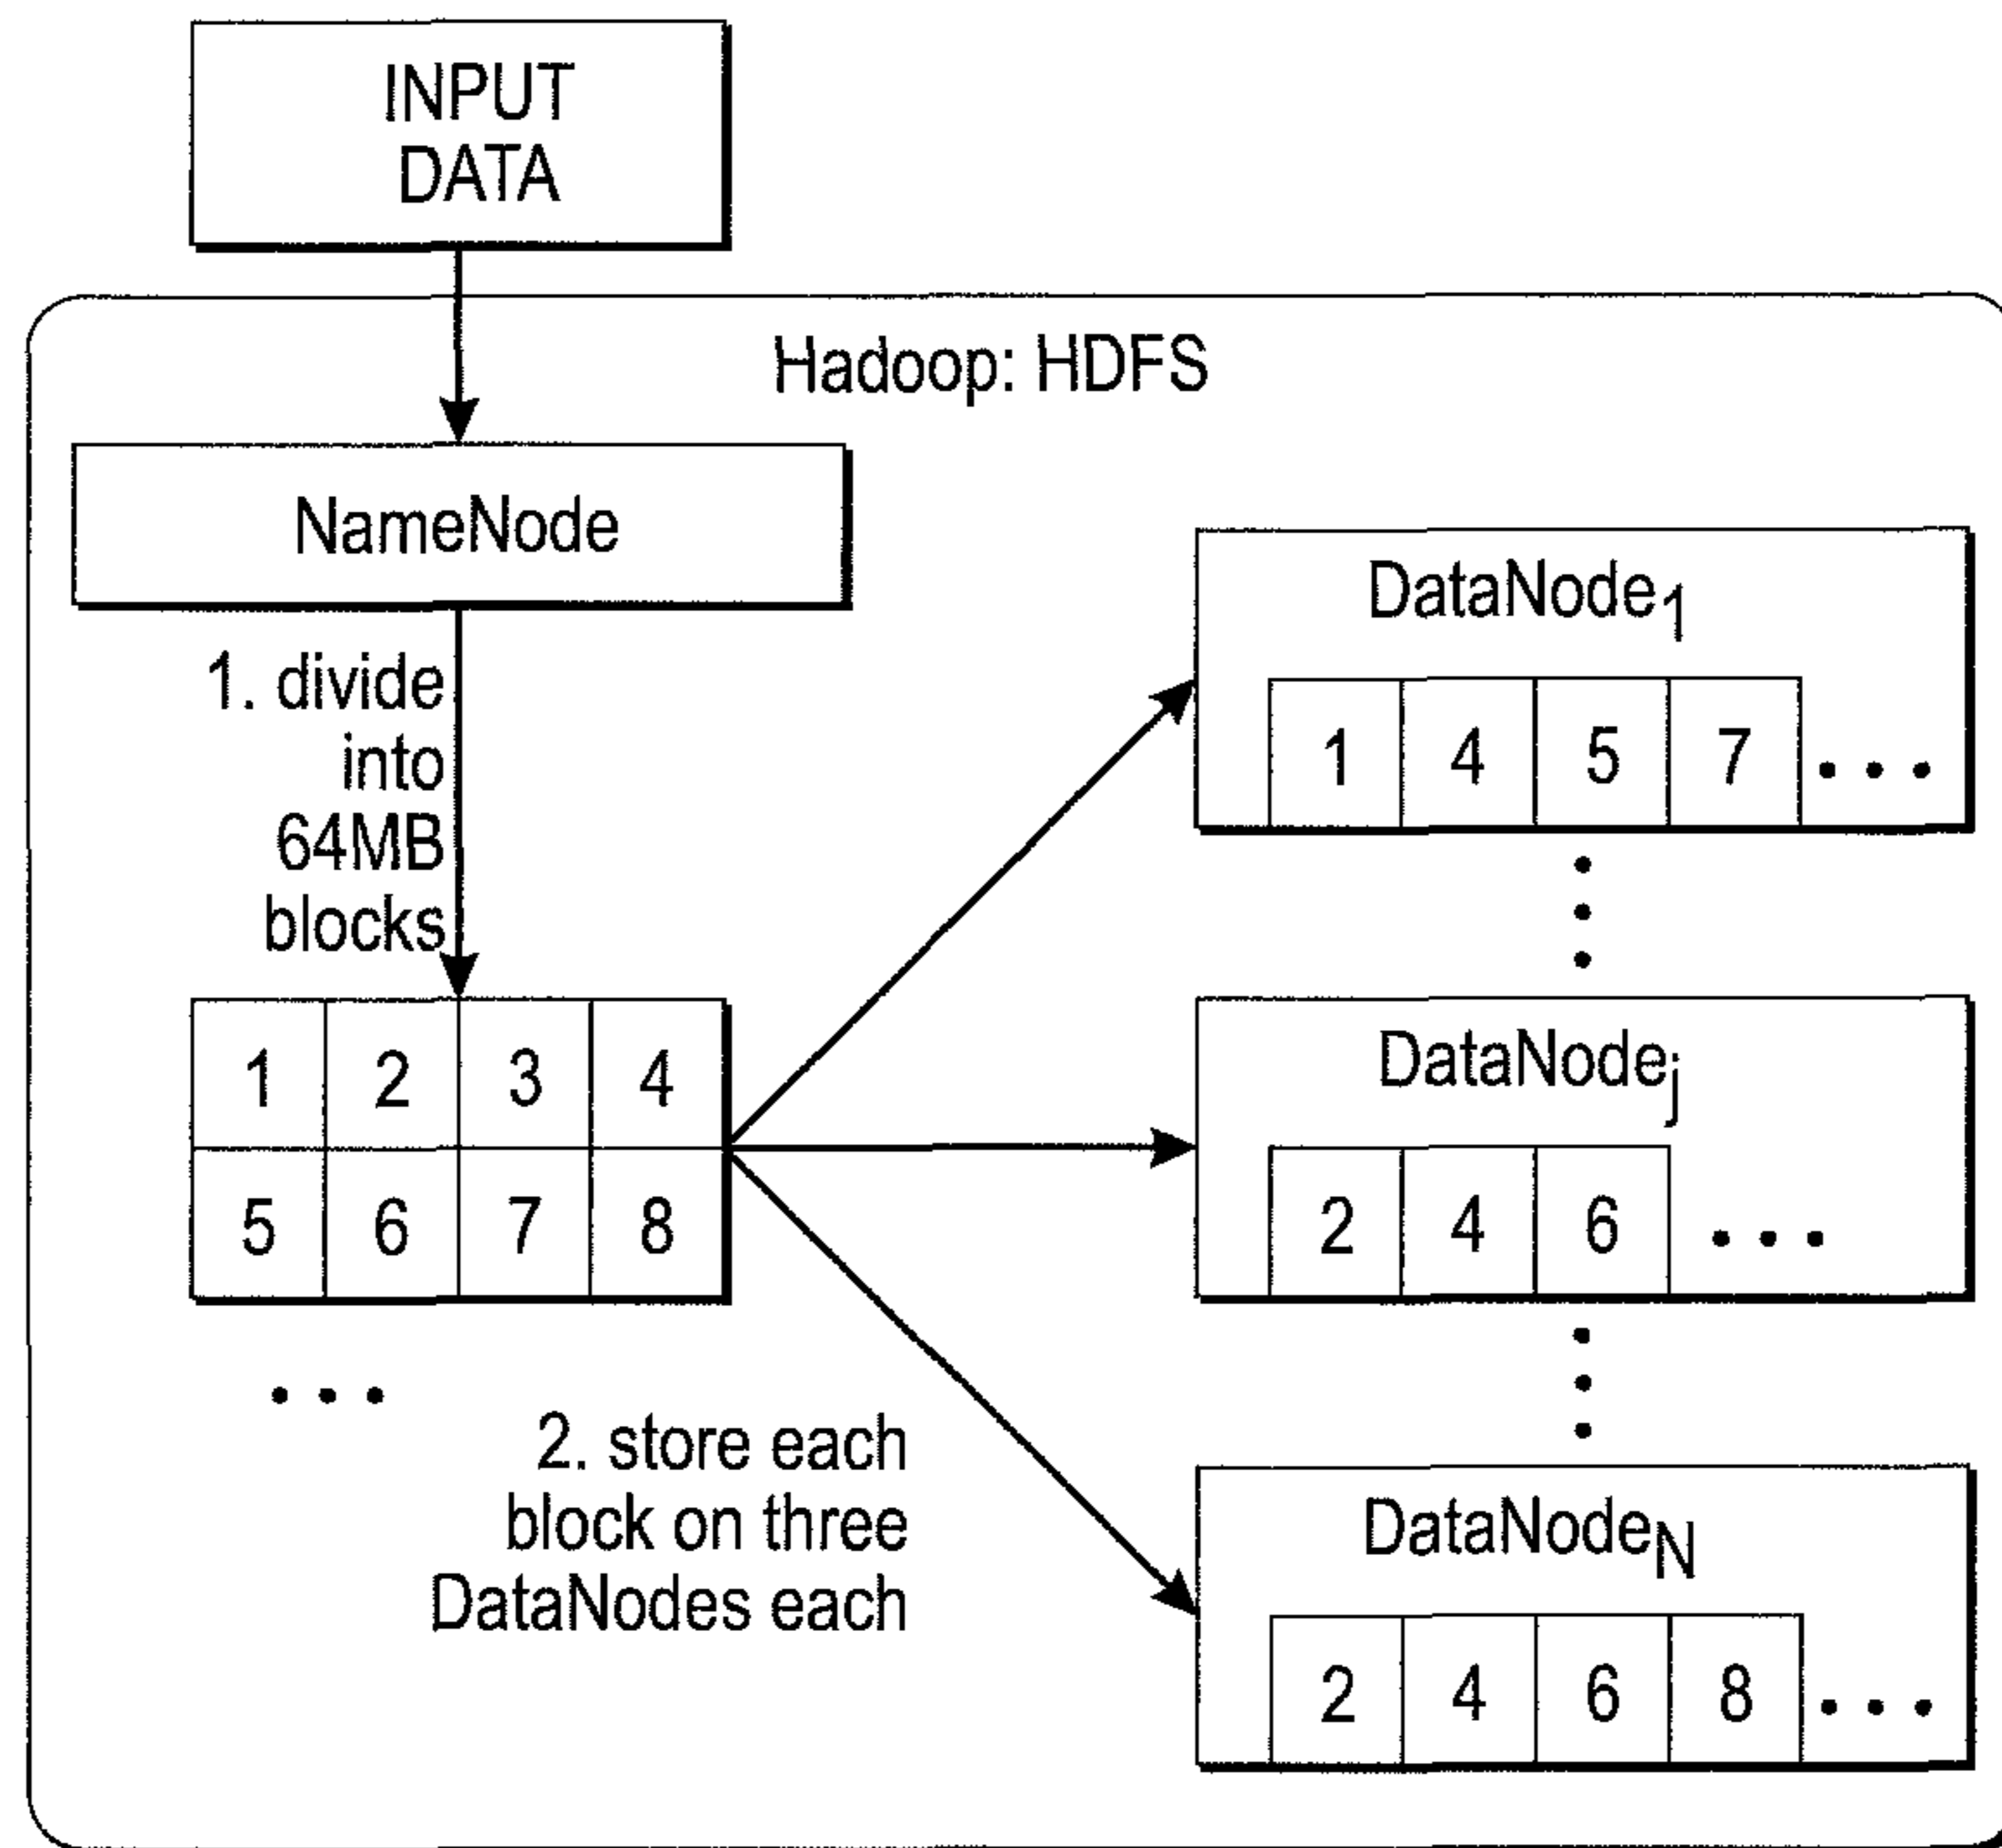 INPUT
DATA
Hadoop: HDFS
NameNode
1. divide
into
64MB
blocks
1 2 3 4
5 6 7 8
...
2. store each
block on three
DataNodes each
DataNode1
1 4 5 7 ...
DataNodej
2 4 6 ...
DataNodeN
2 4 6 8 ...